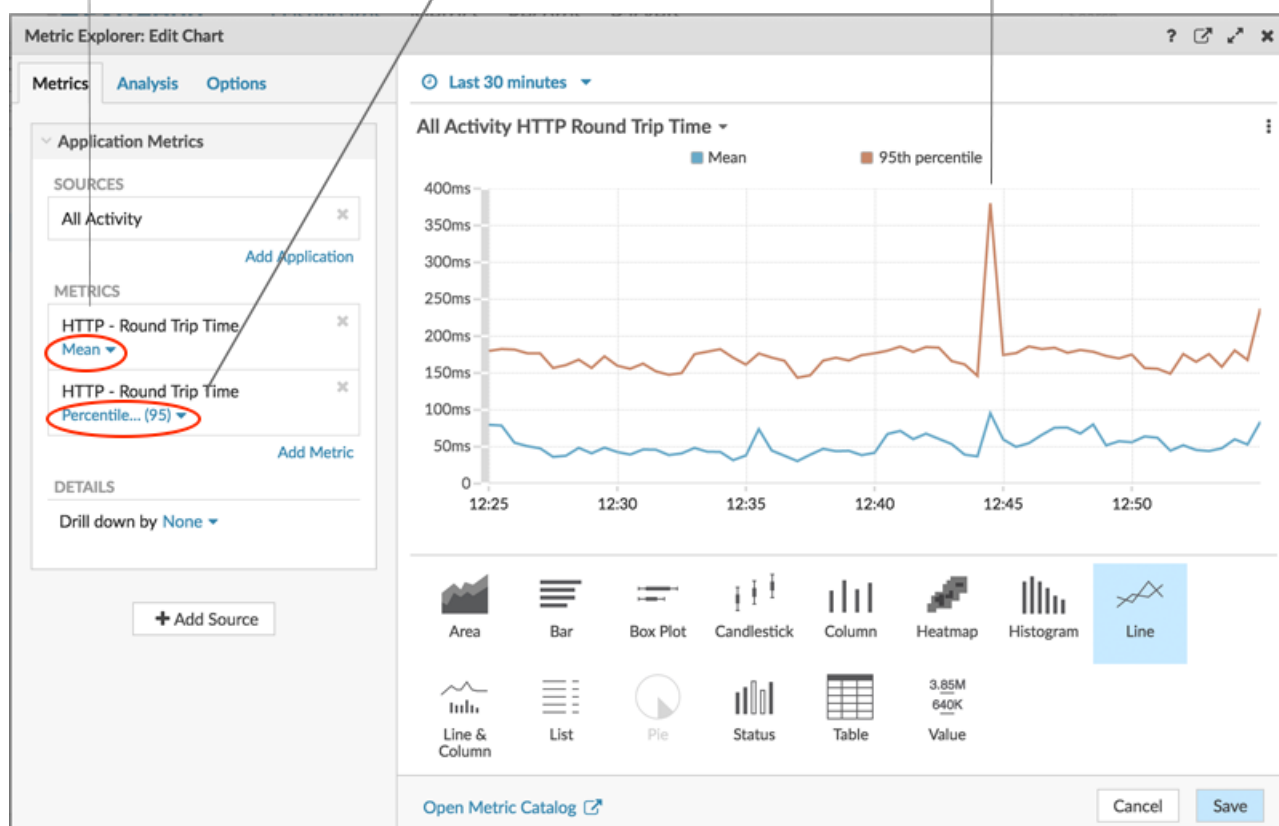 Metric Explorer: Edit Chart
?
Metrics Analysis Options
Last 30 minutes
Application Metrics
SOURCES
All Activity
Add Application
METRICS
HTTP - Round Trip Time
Mean
HTTP - Round Trip Time
Percentile... (95)
Add Metric
DETAILS
Drill down by None
+ Add Source
All Activity HTTP Round Trip Time
Mean 95th percentile
400ms
350ms
300ms
250ms
200ms
150ms
100ms
50ms
0
12:25 12:30 12:35 12:40 12:45 12:50
Area Bar Box Plot Candlestick Column Heatmap Histogram Line
3.85M
640K
Line & Column List Pie Status Table Value
Open Metric Catalog
Cancel Save